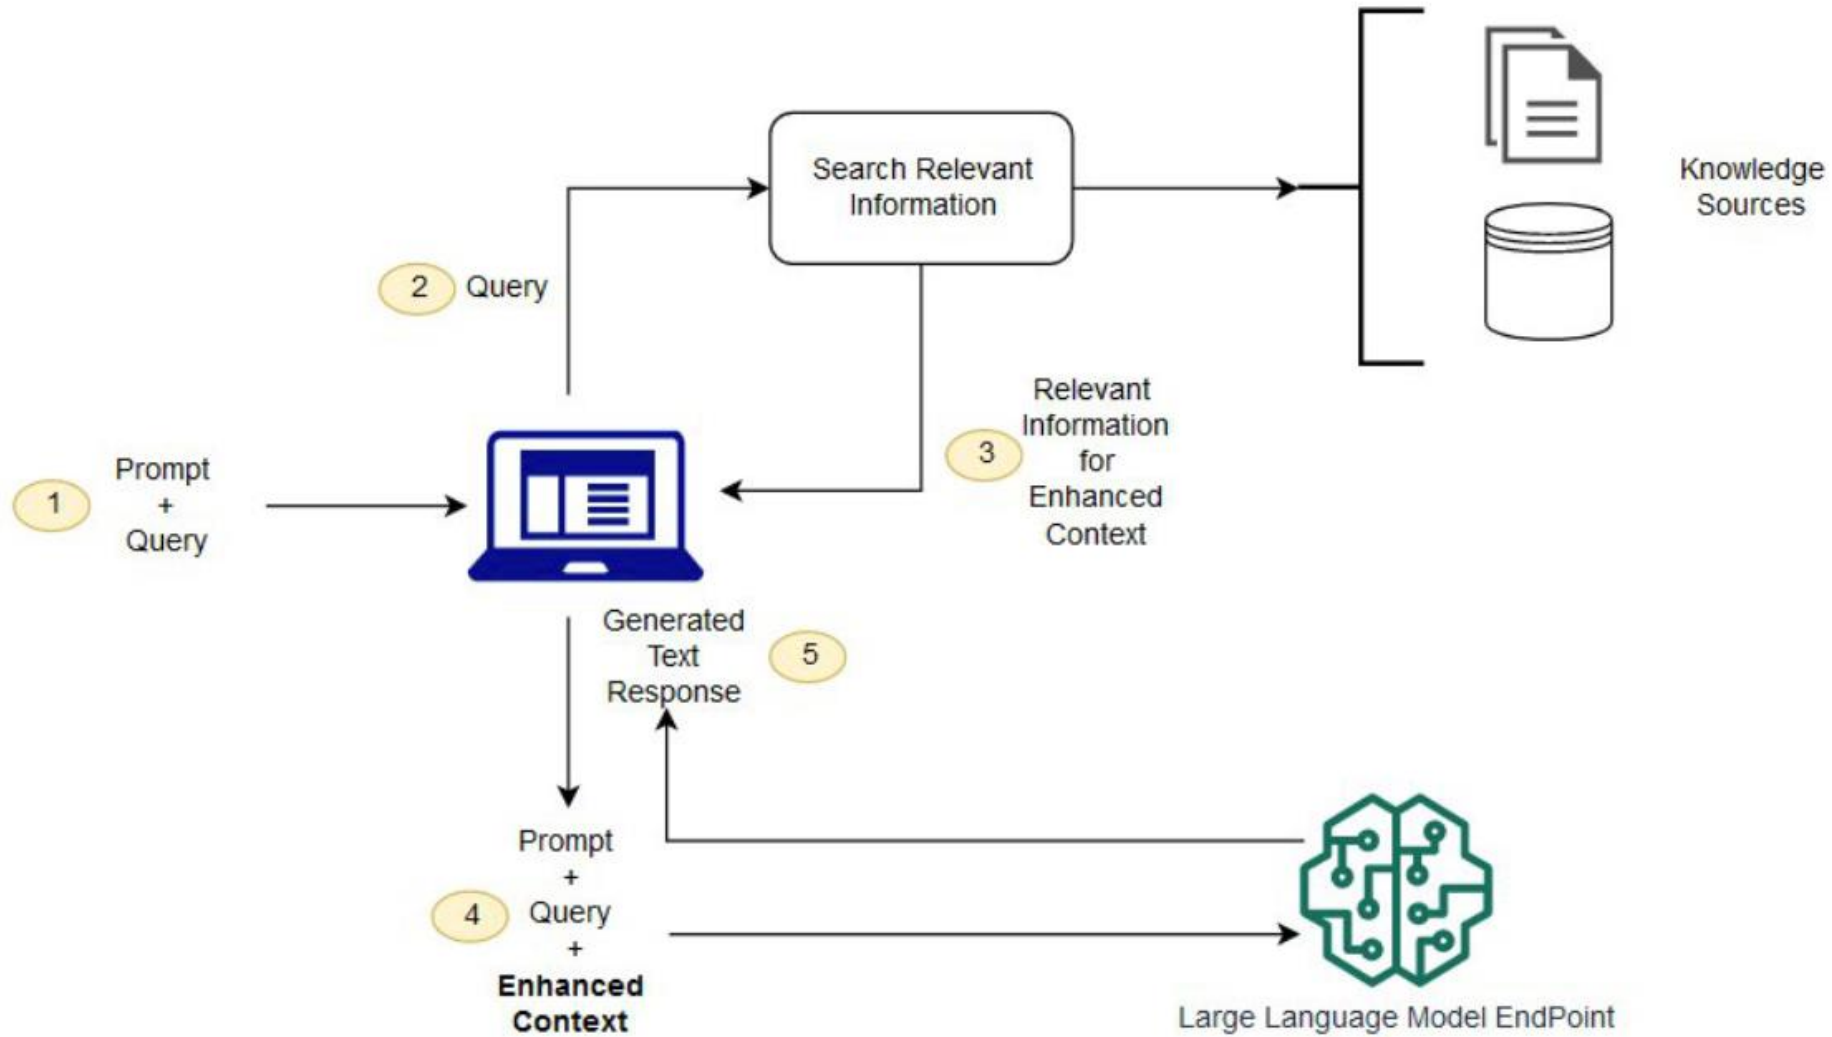 Search Relevant
Information
Knowledge
Sources
2
Query
3
Relevant
Information
for
Enhanced
Context
1
Prompt
+
Query
Generated
Text
Response
5
4
Prompt
+
Query
+
Enhanced
Context
Large Language Model EndPoint